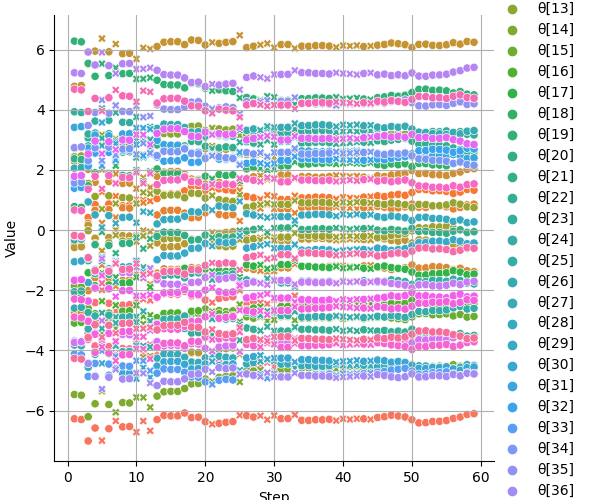 Value
6
4
2
0
−2
−4
−6
0
10
20
30
40
50
60
Step
θ[13]
θ[14]
θ[15]
θ[16]
θ[17]
θ[18]
θ[19]
θ[20]
θ[21]
θ[22]
θ[23]
θ[24]
θ[25]
θ[26]
θ[27]
θ[28]
θ[29]
θ[30]
θ[31]
θ[32]
θ[33]
θ[34]
θ[35]
θ[36]